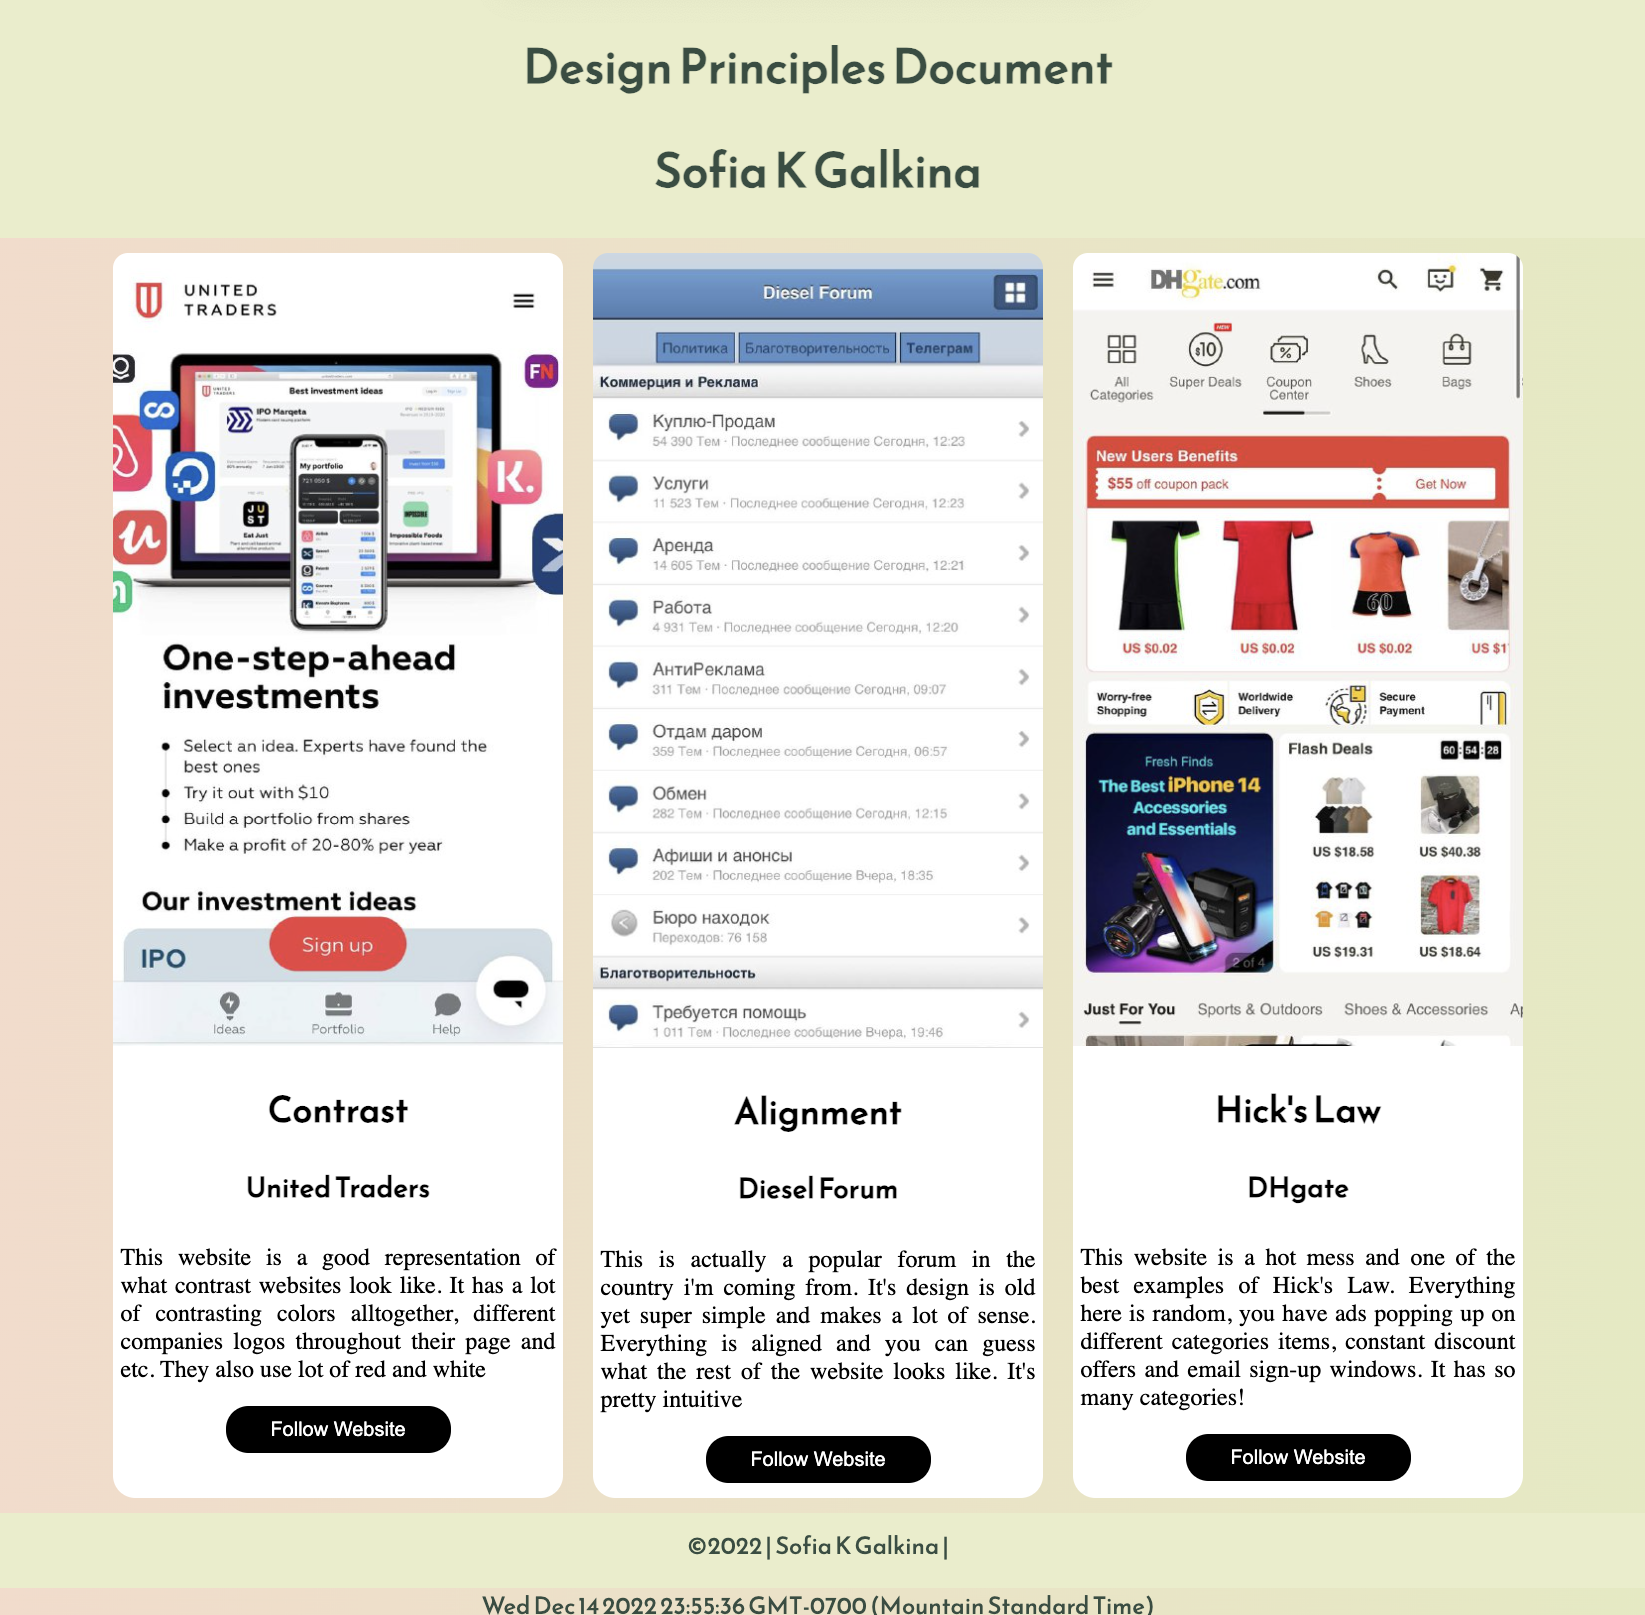 Design Principles Document
Sofia K Galkina
UNITED
TRADERS
Best investment ideas
IPO Marqeta
My portfolio
Eat Just
Impossible Foods
FN
K.
One-step-ahead
investments
Select an idea. Experts have found the
best ones
Try it out with $10
Build a portfolio from shares
Make a profit of 20-80% per year
Our investment ideas
IPO
Sign up
Ideas
Portfolio
Help
Contrast
United Traders
This website is a good representation of
what contrast websites look like. It has a lot
of contrasting colors alltogether, different
companies logos throughout their page and
etc. They also use lot of red and white
Follow Website
Diesel Forum
Политика Благотворительность Телеграм
Коммерция и Реклама
Куплю-Продам
54 390 Тем · Последнее сообщение Сегодня, 12:23
Услуги
11 523 Тем · Последнее сообщение Сегодня, 12:23
Аренда
14 605 Тем · Последнее сообщение Сегодня, 12:21
Работа
4 931 Тем · Последнее сообщение Сегодня, 12:20
АнтиРеклама
311 Тем · Последнее сообщение Сегодня, 09:07
Отдам даром
359 Тем · Последнее сообщение Сегодня, 06:57
Обмен
282 Тем · Последнее сообщение Сегодня, 12:15
Афиши и анонсы
202 Тем · Последнее сообщение Вчера, 18:35
Бюро находок
Переходов: 76 158
Благотворительность
Требуется помощь
1 011 Тем · Последнее сообщение Вчера, 19:46
Alignment
Diesel Forum
This is actually a popular forum in the
country i'm coming from. It's design is old
yet super simple and makes a lot of sense.
Everything is aligned and you can guess
what the rest of the website looks like. It's
pretty intuitive
Follow Website
DHgate.com
NEW
$10
All
Categories
Super Deals
Coupon
Center
Shoes
Bags
New Users Benefits
$55 off coupon pack
Get Now
60
US $0.02
US $0.02
US $0.02
US $1
Worry-free
Shopping
Worldwide
Delivery
Secure
Payment
Fresh Finds
The Best iPhone 14
Accessories
and Essentials
2 of 4
Flash Deals
60:54:28
US $18.58
US $40.38
US $19.31
US $18.64
Just For You
Sports & Outdoors
Shoes & Accessories
Hick's Law
DHgate
This website is a hot mess and one of the
best examples of Hick's Law. Everything
here is random, you have ads popping up on
different categories items, constant discount
offers and email sign-up windows. It has so
many categories!
Follow Website
©2022 | Sofia K Galkina |
Wed Dec 14 2022 23:55:36 GMT-0700 (Mountain Standard Time)